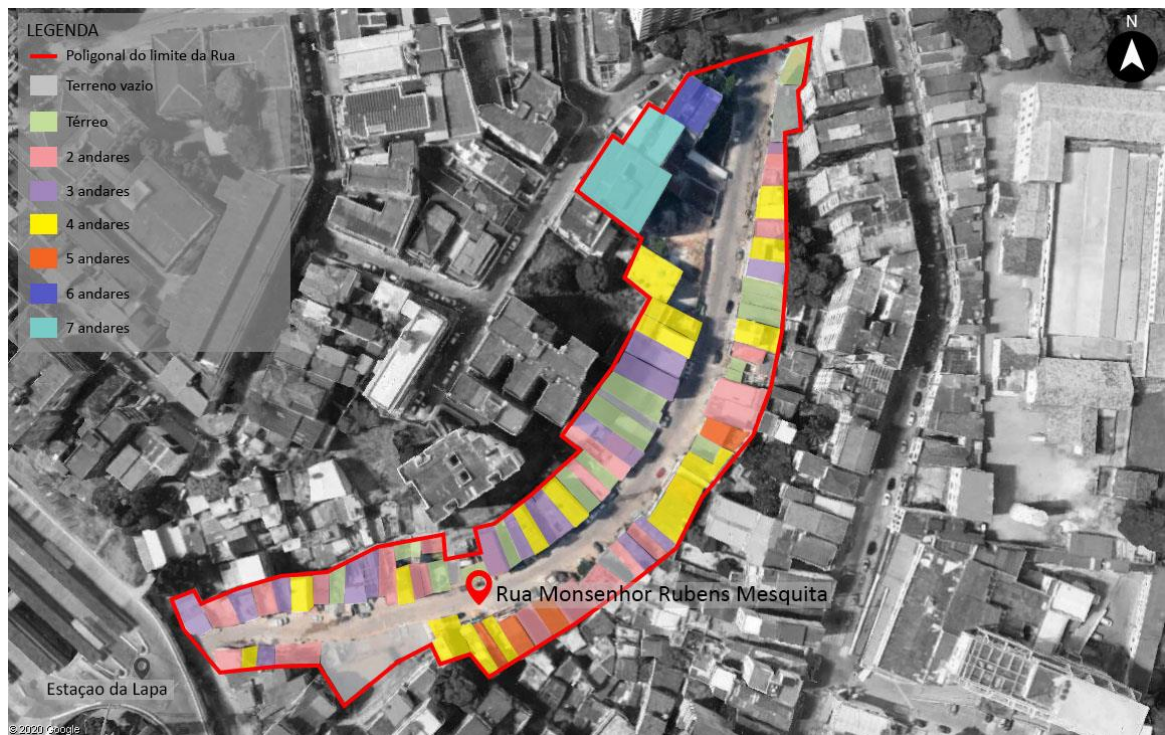 LEGENDA
Poligonal do limite da Rua
Terreno vazio
Térreo
2 andares
3 andares
4 andares
5 andares
6 andares
7 andares
N
Rua Monsenhor Rubens Mesquita
Estaçao da Lapa
© 2020 Google